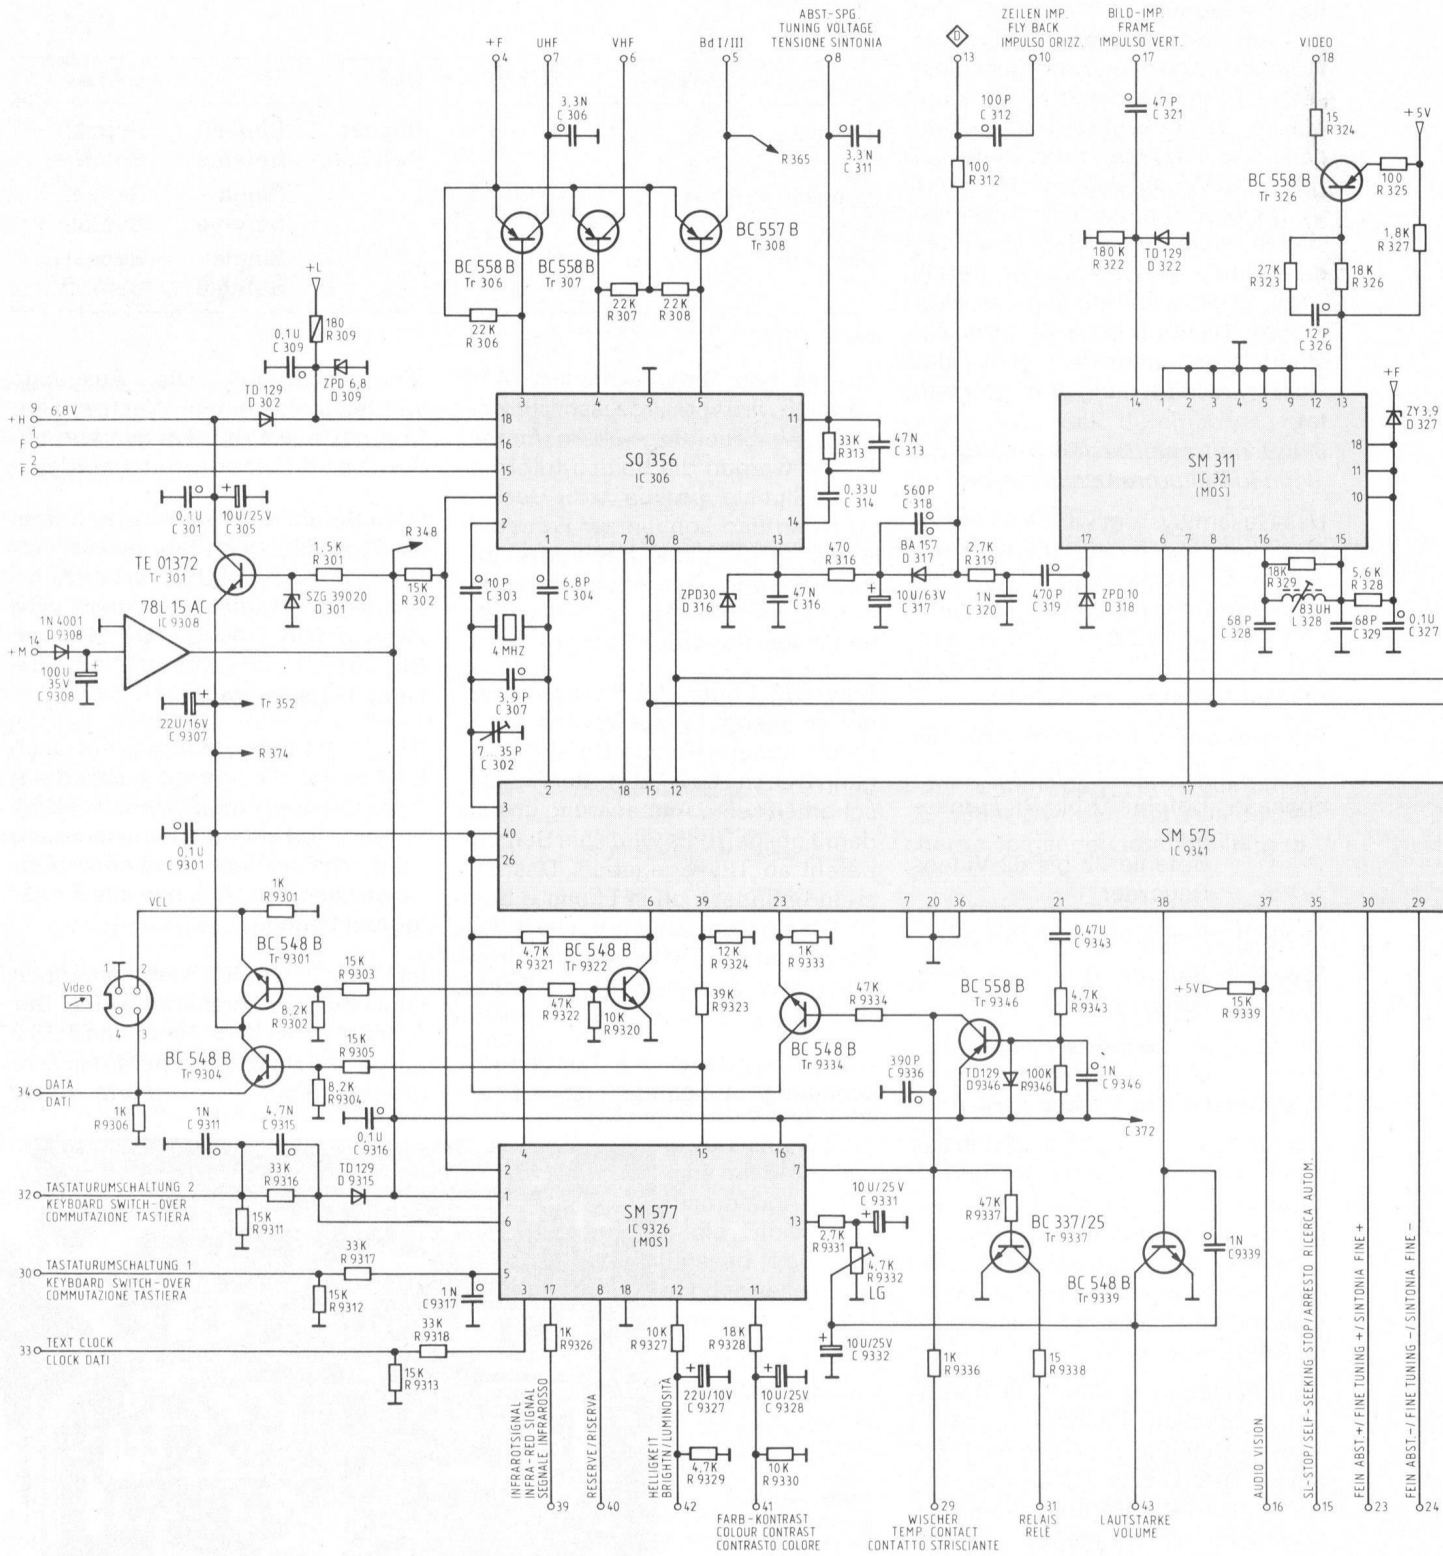 ABST.-SPG.
TUNING VOLTAGE
TENSIONE SINTONIA
ZEILEN IMP.
FLY BACK
IMPULSO ORIZZ.
BILD-IMP.
FRAME
IMPULSO VERT.
VIDEO
+F
UHF
VHF
Bd I/III
D
4
7
6
5
8
13
10
17
18
3,3N
C 306
R 365
3,3N
C 311
100 P
C 312
100
R 312
47 P
C 321
15
R 324
+5V
BC 558 B
Tr 326
100
R 325
1,8K
R 327
BC 558 B
Tr 306
BC 558 B
Tr 307
BC 557 B
Tr 308
180 K
R 322
TD 129
D 322
27K
R323
18K
R 326
12 P
C 326
22K
R 306
22K
R 307
22K
R 308
+L
180
R 309
0,1U
C 309
ZPD 6,8
D 309
TD 129
D 302
+H 9 6,8V
F 1
F̅ 2
3
4
9
5
18
16
15
6
2
1
7
10
8
13
11
14
SO 356
IC 306
33K
R 313
47N
C 313
0,33U
C 314
14
1
2
3
4
5
9
12
13
SM 311
IC 321
(MOS)
18
11
10
17
6
7
8
16
15
+F
ZY3,9
D 327
0,1U
C 301
+
10U/25V
C 305
TE 01372
Tr 301
1,5K
R 301
SZG 39020
D 301
R 348
15K
R 302
78L 15 AC
IC 9308
1N 4001
D9308
+M 14
100U
35V
C 9308
22U/16V
C 9307
Tr 352
R 374
0,1U
C 9301
10 P
C 303
6,8P
C 304
4 MHZ
3,9 P
C 307
7...35P
C 302
ZPD30
D 316
47N
C 316
470
R 316
560P
C 318
BA 157
D 317
10U/63V
C 317
2,7K
R 319
1N
C 320
470P
C 319
ZPD 10
D 318
18K
R 329
5,6K
R 328
83UH
L 328
68P
C 328
68P
C 329
0,1U
C 327
2
18
15
12
17
3
40
26
SM 575
IC 9341
6
39
23
7
20
36
21
38
37
35
30
29
VCL
1K
R 9301
BC 548 B
Tr 9301
15K
R 9303
8,2K
R 9302
Video
1
2
3
4
BC 548 B
Tr 9304
15K
R 9305
8,2K
R 9304
34 DATA
DATI
1K
R 9306
4,7K
R 9321
BC 548 B
Tr 9322
47K
R 9322
10K
R 9320
12K
R 9324
39K
R 9323
1K
R 9333
47K
R 9334
BC 548 B
Tr 9334
BC 558 B
Tr 9346
0,47U
C 9343
4,7K
R 9343
+5V
15K
R 9339
390P
C 9336
TD129
D9346
100K
R9346
1N
C 9346
C 372
1N
C 9311
4,7N
C 9315
0,1U
C 9316
33K
R 9316
TD 129
D 9315
32 TASTATURUMSCHALTUNG 2
KEYBOARD SWITCH-OVER
COMMUTAZIONE TASTIERA
15K
R 9311
33K
R 9317
30 TASTATURUMSCHALTUNG 1
KEYBOARD SWITCH-OVER
COMMUTAZIONE TASTIERA
15K
R 9312
1N
C 9317
33K
R 9318
33 TEXT CLOCK
CLOCK DATI
15K
R 9313
4
15
16
2
1
6
5
7
13
3
17
8
18
12
11
SM 577
IC 9326
(MOS)
10U/25V
C 9331
2,7K
R 9331
4,7K
R 9332
LG
10U/25V
C 9332
47K
R 9337
BC 337/25
Tr 9337
BC 548 B
Tr 9339
1N
C9339
1K
R 9326
10K
R 9327
18K
R 9328
22U/10V
C 9327
10U/25V
C 9328
4,7K
R 9329
10K
R 9330
1K
R 9336
15
R 9338
INFRAROTSIGNAL
INFRA-RED SIGNAL
SEGNALE INFRAROSSO
39
RESERVE/RISERVA
40
HELLIGKEIT
BRIGHTN/LUMINOSITÀ
42
41
FARB-KONTRAST
COLOUR CONTRAST
CONTRASTO COLORE
29
WISCHER
TEMP. CONTACT
CONTATTO STRISCIANTE
31
RELAIS
RELÈ
43
LAUTSTARKE
VOLUME
AUDIO VISION
16
SL-STOP/SELF-SEEKING STOP/ARRESTO RICERCA AUTOM.
15
FEIN ABST.+/FINE TUNING +/SINTONIA FINE +
23
FEIN ABST.-/FINE TUNING -/SINTONIA FINE -
24